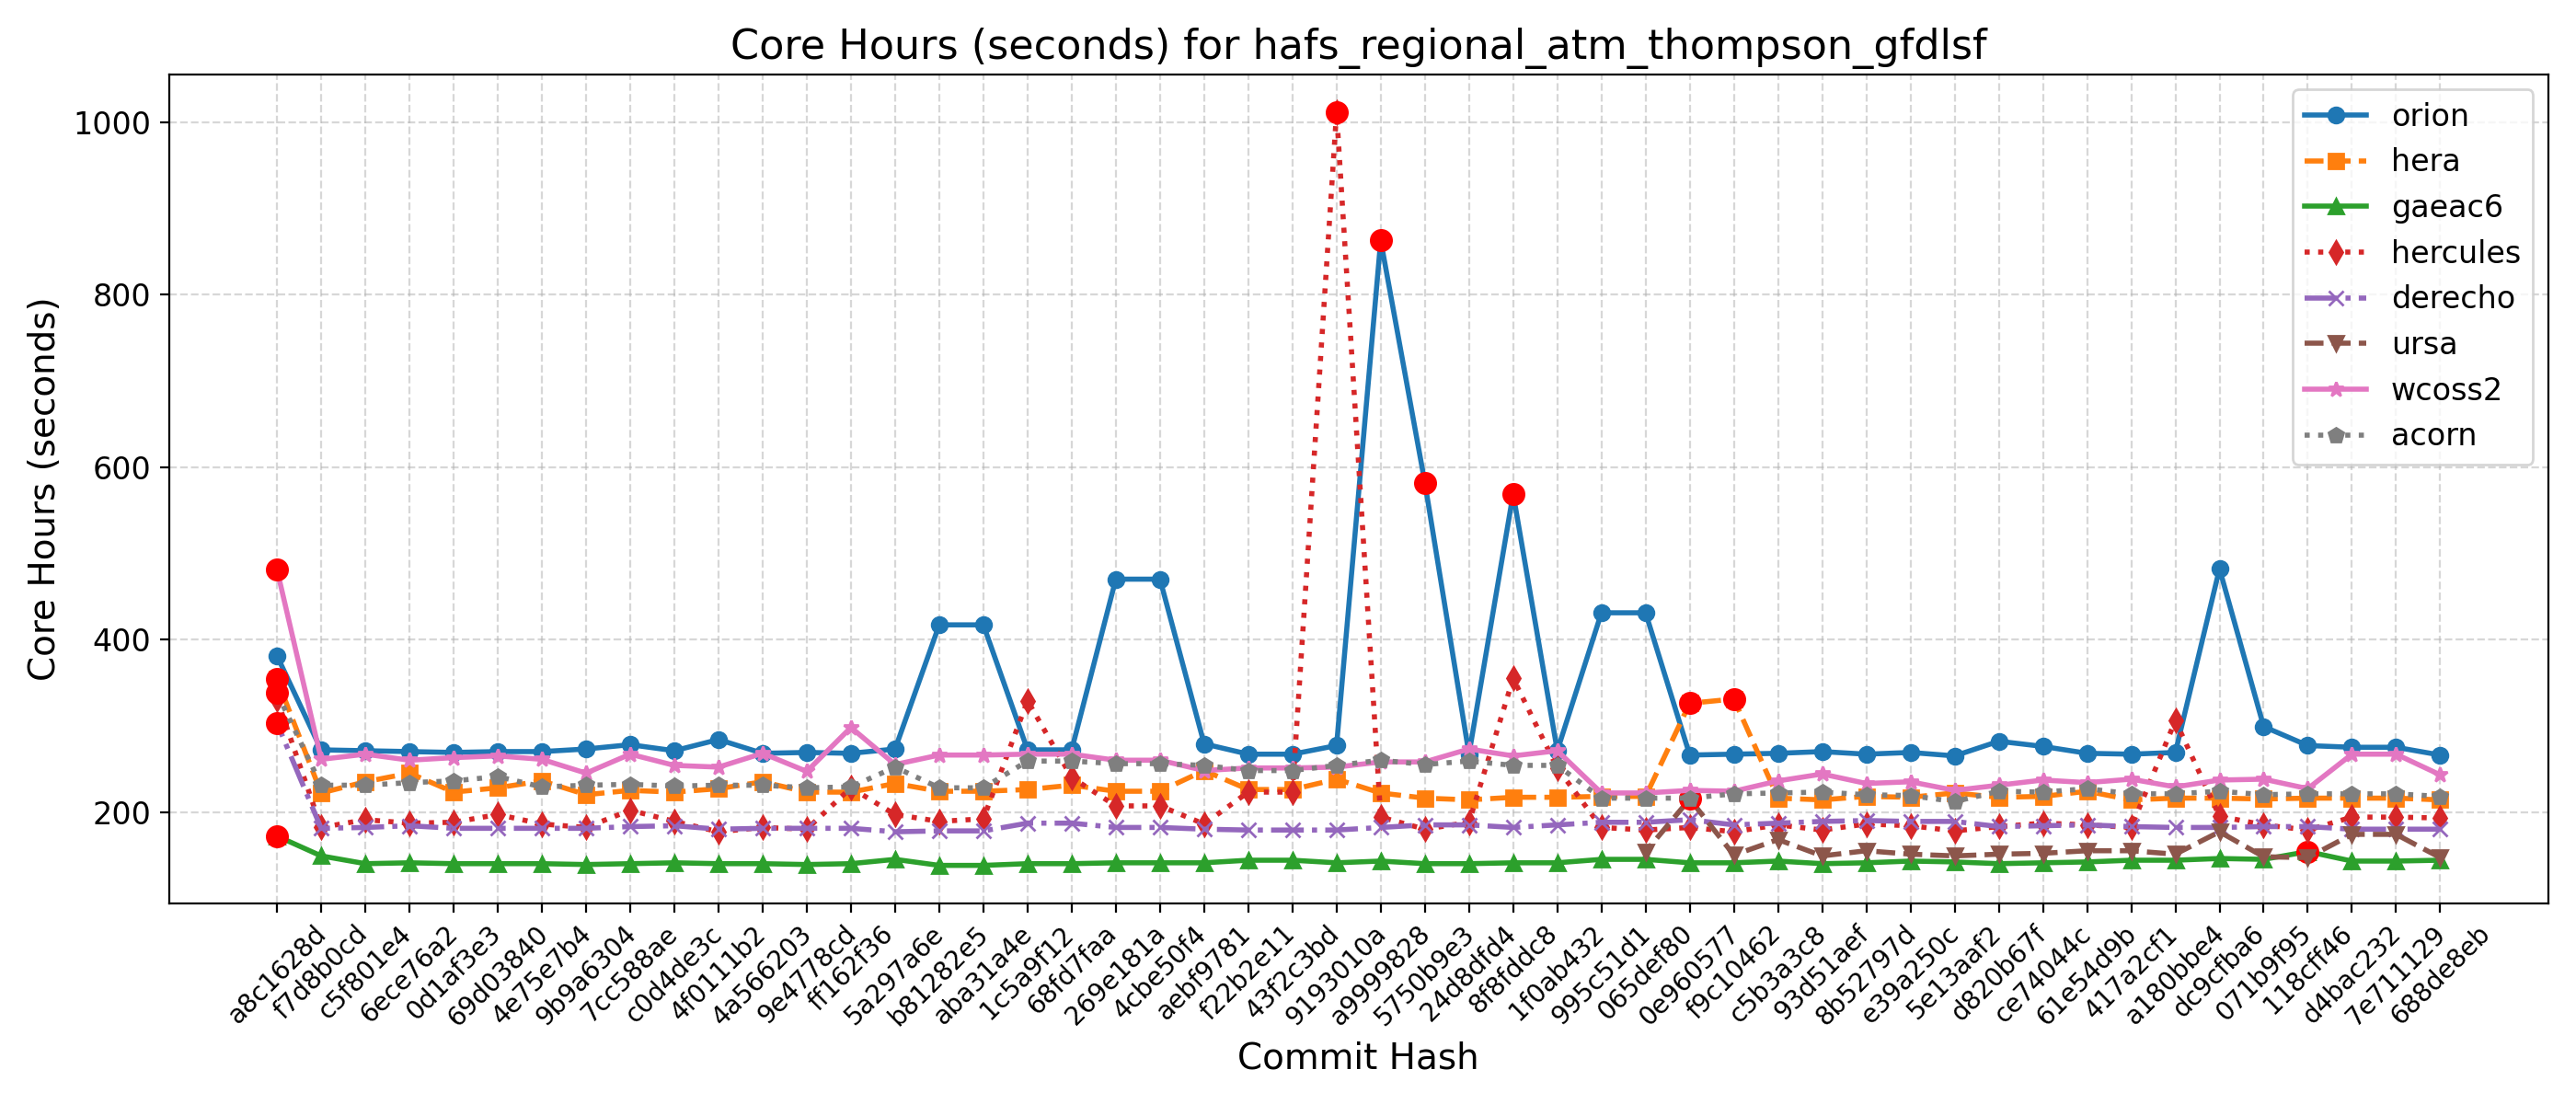 Core Hours (seconds) for hafs_regional_atm_thompson_gfdlsf
Core Hours (seconds)
1000
800
600
400
200
orion
hera
gaeac6
hercules
derecho
ursa
wcoss2
acorn
a8c1628d
f7d8b0cd
c5f801e4
6ece76a2
0d1af3e3
69d03840
4e75e7b4
9b9a6304
7cc588ae
c0d4de3c
4f0111b2
4a566203
9e4778cd
ff162f36
5a297a6e
b81282e5
aba31a4e
1c5a9f12
68fd7faa
269e181a
4cbe50f4
aebf9781
f22b2e11
43f2c3bd
9193010a
a9999828
5750b9e3
24d8dfd4
8f8fddc8
1f0ab432
995c51d1
065def80
0e960577
f9c10462
c5b3a3c8
93d51aef
8b52797d
e39a250c
5e13aaf2
d820b67f
ce74044c
61e54d9b
417a2cf1
a180bbe4
dc9cfba6
071b9f95
118cff46
d4bac232
7e711129
688de8eb
Commit Hash